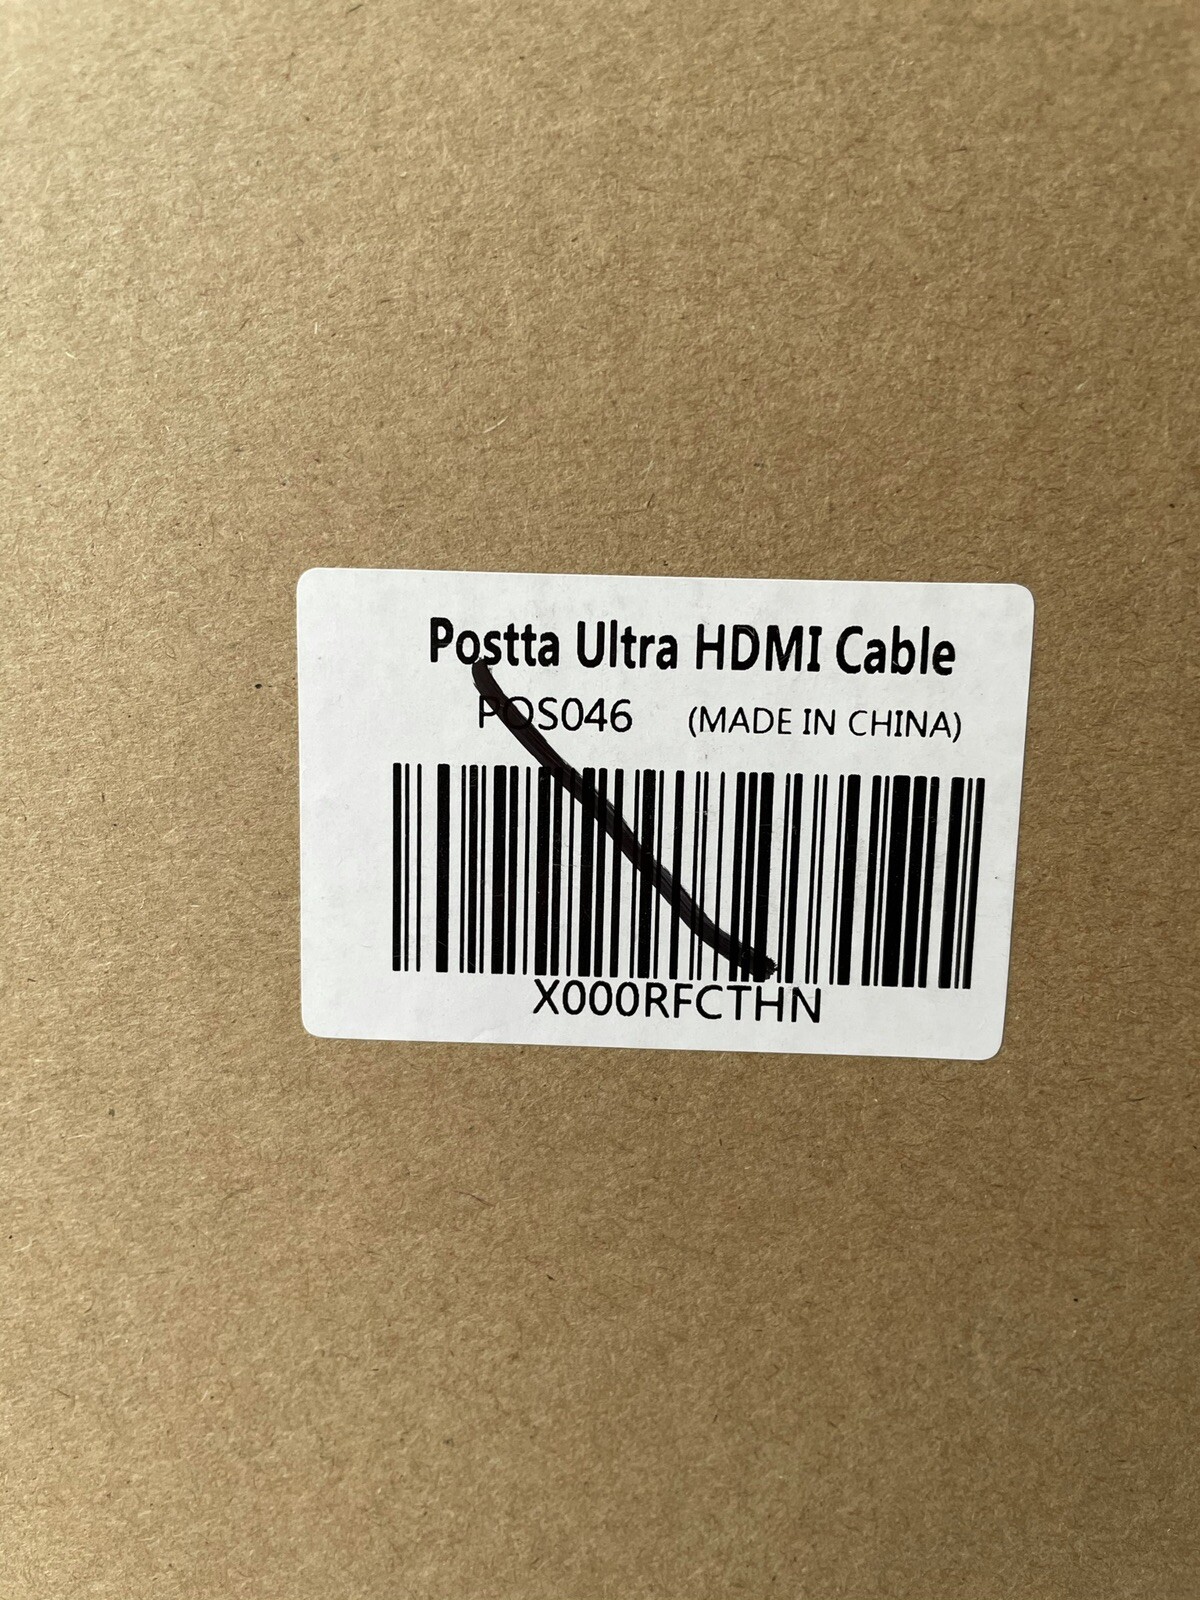 Postta Ultra HDMI Cable
POS046 (MADE IN CHINA)
X000RFCTHN